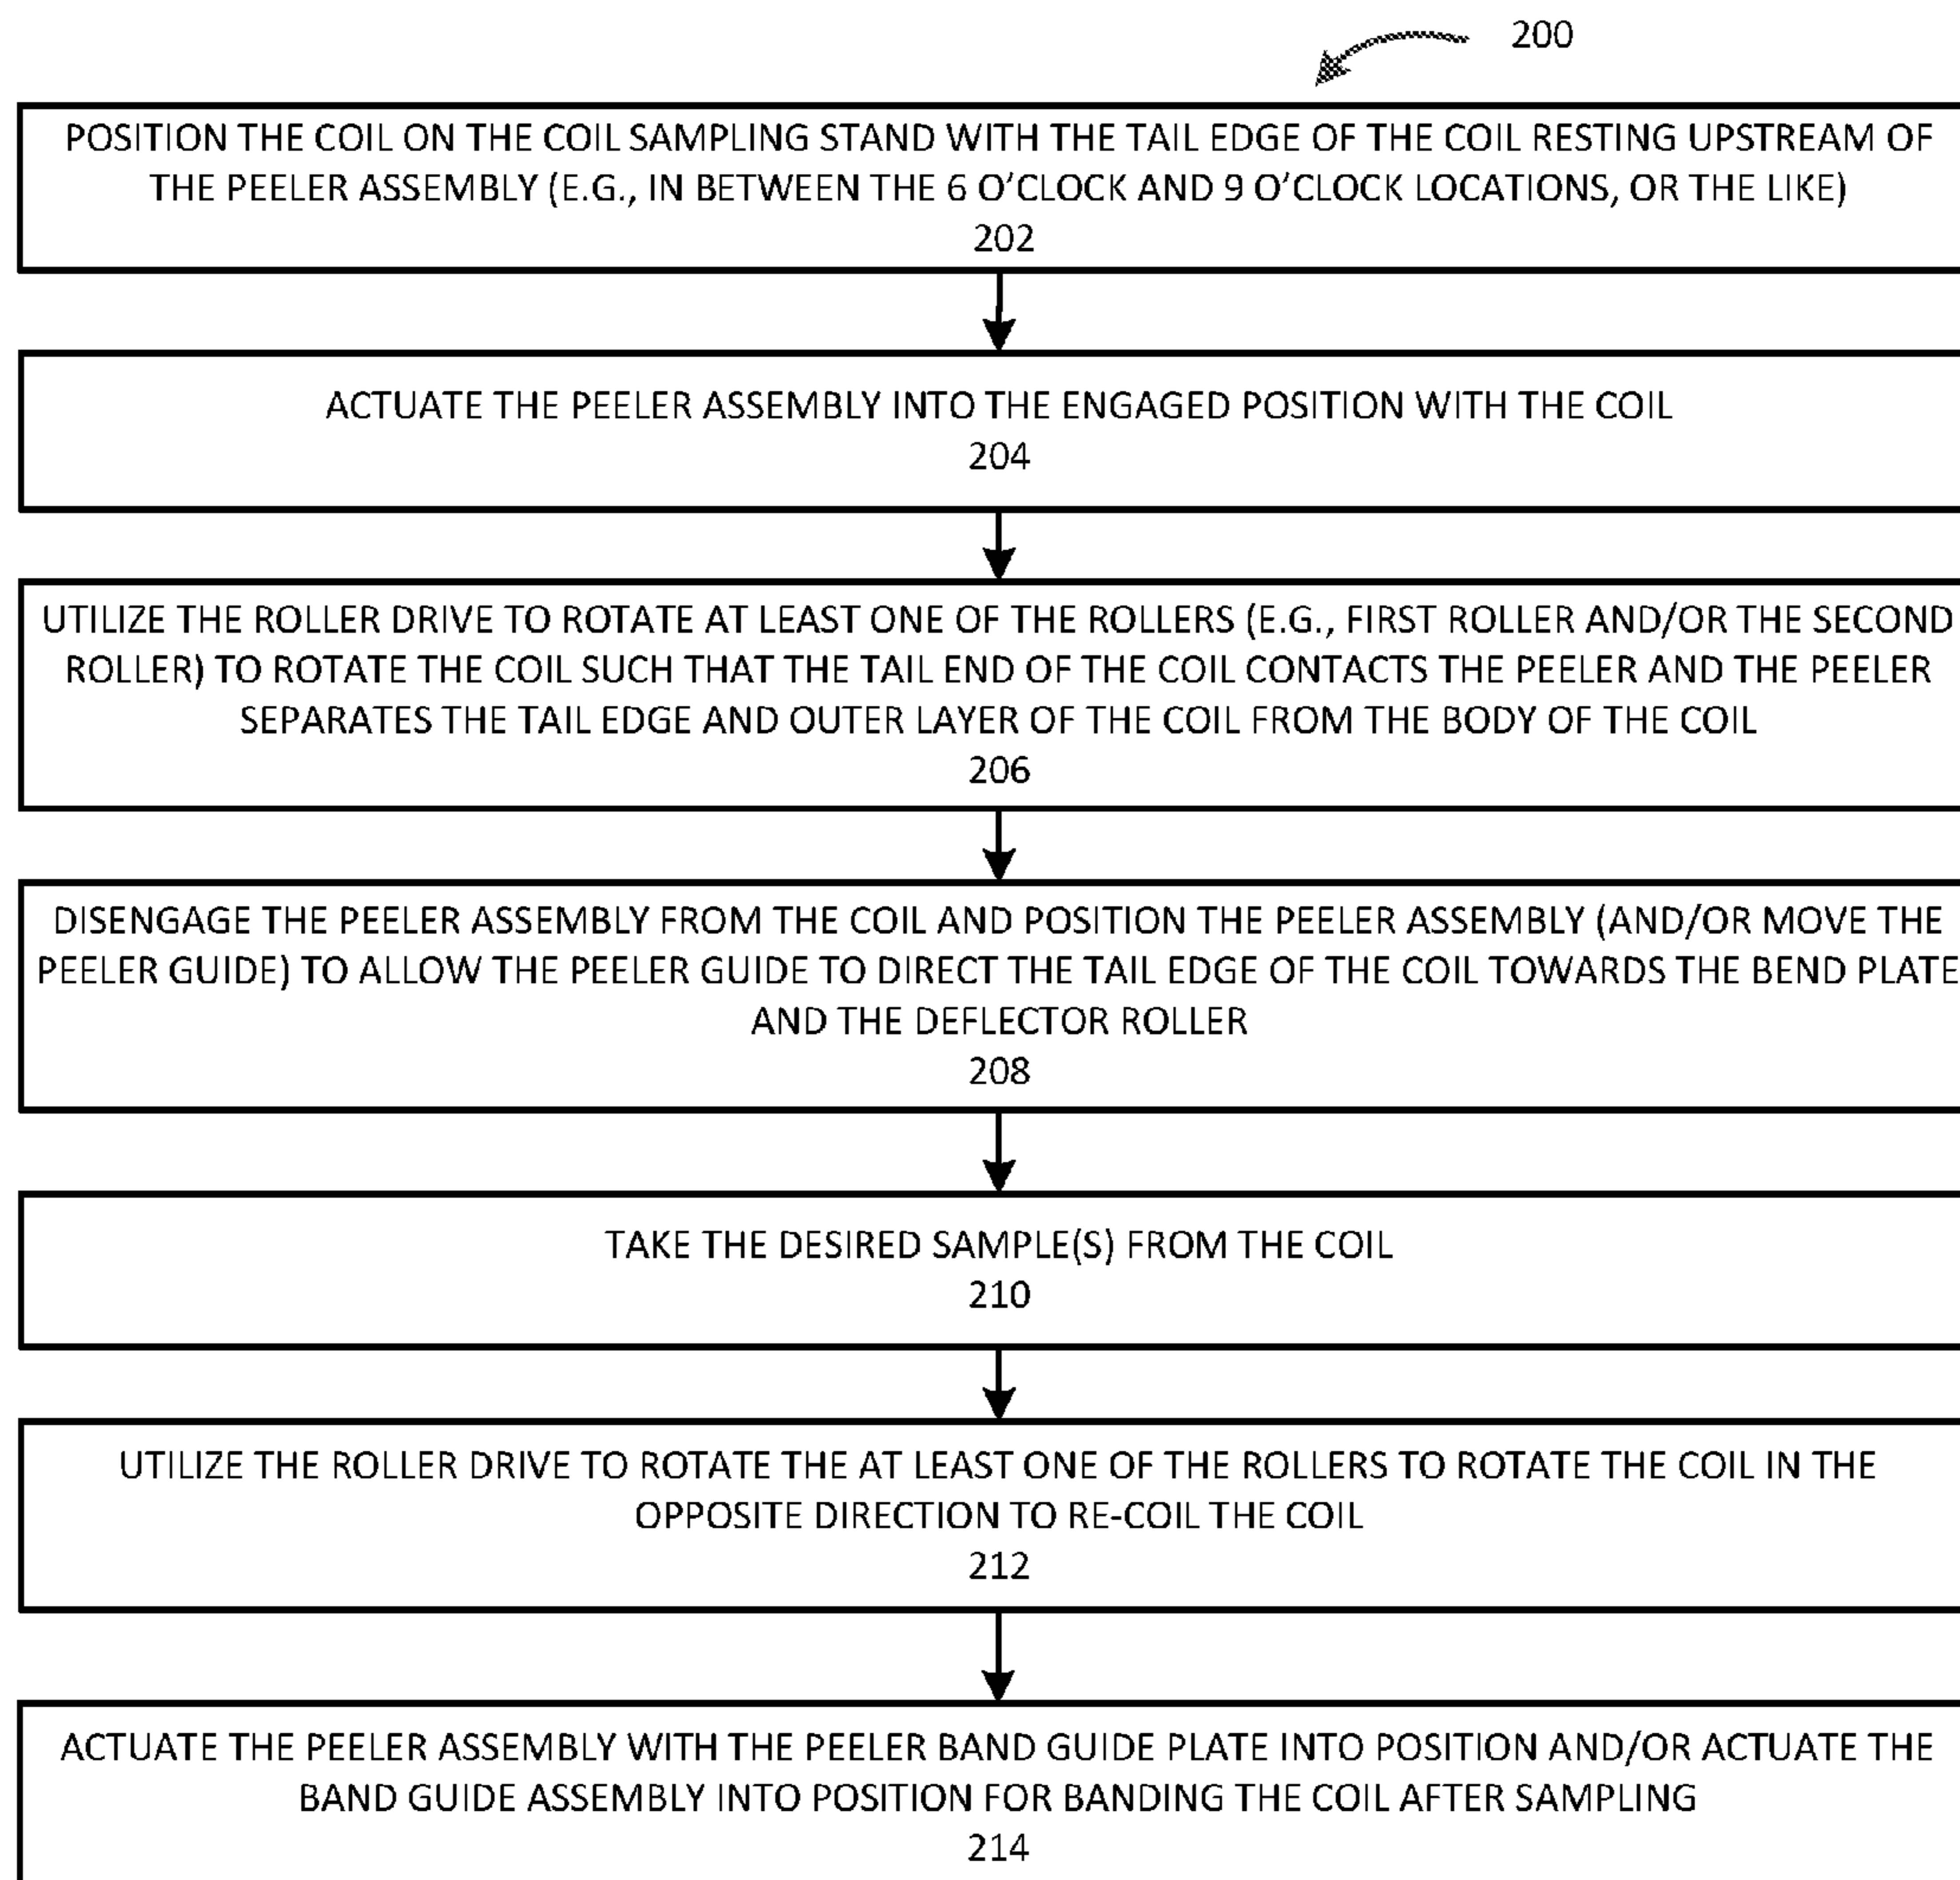 200
POSITION THE COIL ON THE COIL SAMPLING STAND WITH THE TAIL EDGE OF THE COIL RESTING UPSTREAM OF
THE PEELER ASSEMBLY (E.G., IN BETWEEN THE 6 O'CLOCK AND 9 O'CLOCK LOCATIONS, OR THE LIKE)
202
ACTUATE THE PEELER ASSEMBLY INTO THE ENGAGED POSITION WITH THE COIL
204
UTILIZE THE ROLLER DRIVE TO ROTATE AT LEAST ONE OF THE ROLLERS (E.G., FIRST ROLLER AND/OR THE SECOND
ROLLER) TO ROTATE THE COIL SUCH THAT THE TAIL END OF THE COIL CONTACTS THE PEELER AND THE PEELER
SEPARATES THE TAIL EDGE AND OUTER LAYER OF THE COIL FROM THE BODY OF THE COIL
206
DISENGAGE THE PEELER ASSEMBLY FROM THE COIL AND POSITION THE PEELER ASSEMBLY (AND/OR MOVE THE
PEELER GUIDE) TO ALLOW THE PEELER GUIDE TO DIRECT THE TAIL EDGE OF THE COIL TOWARDS THE BEND PLATE
AND THE DEFLECTOR ROLLER
208
TAKE THE DESIRED SAMPLE(S) FROM THE COIL
210
UTILIZE THE ROLLER DRIVE TO ROTATE THE AT LEAST ONE OF THE ROLLERS TO ROTATE THE COIL IN THE
OPPOSITE DIRECTION TO RE-COIL THE COIL
212
ACTUATE THE PEELER ASSEMBLY WITH THE PEELER BAND GUIDE PLATE INTO POSITION AND/OR ACTUATE THE
BAND GUIDE ASSEMBLY INTO POSITION FOR BANDING THE COIL AFTER SAMPLING
214